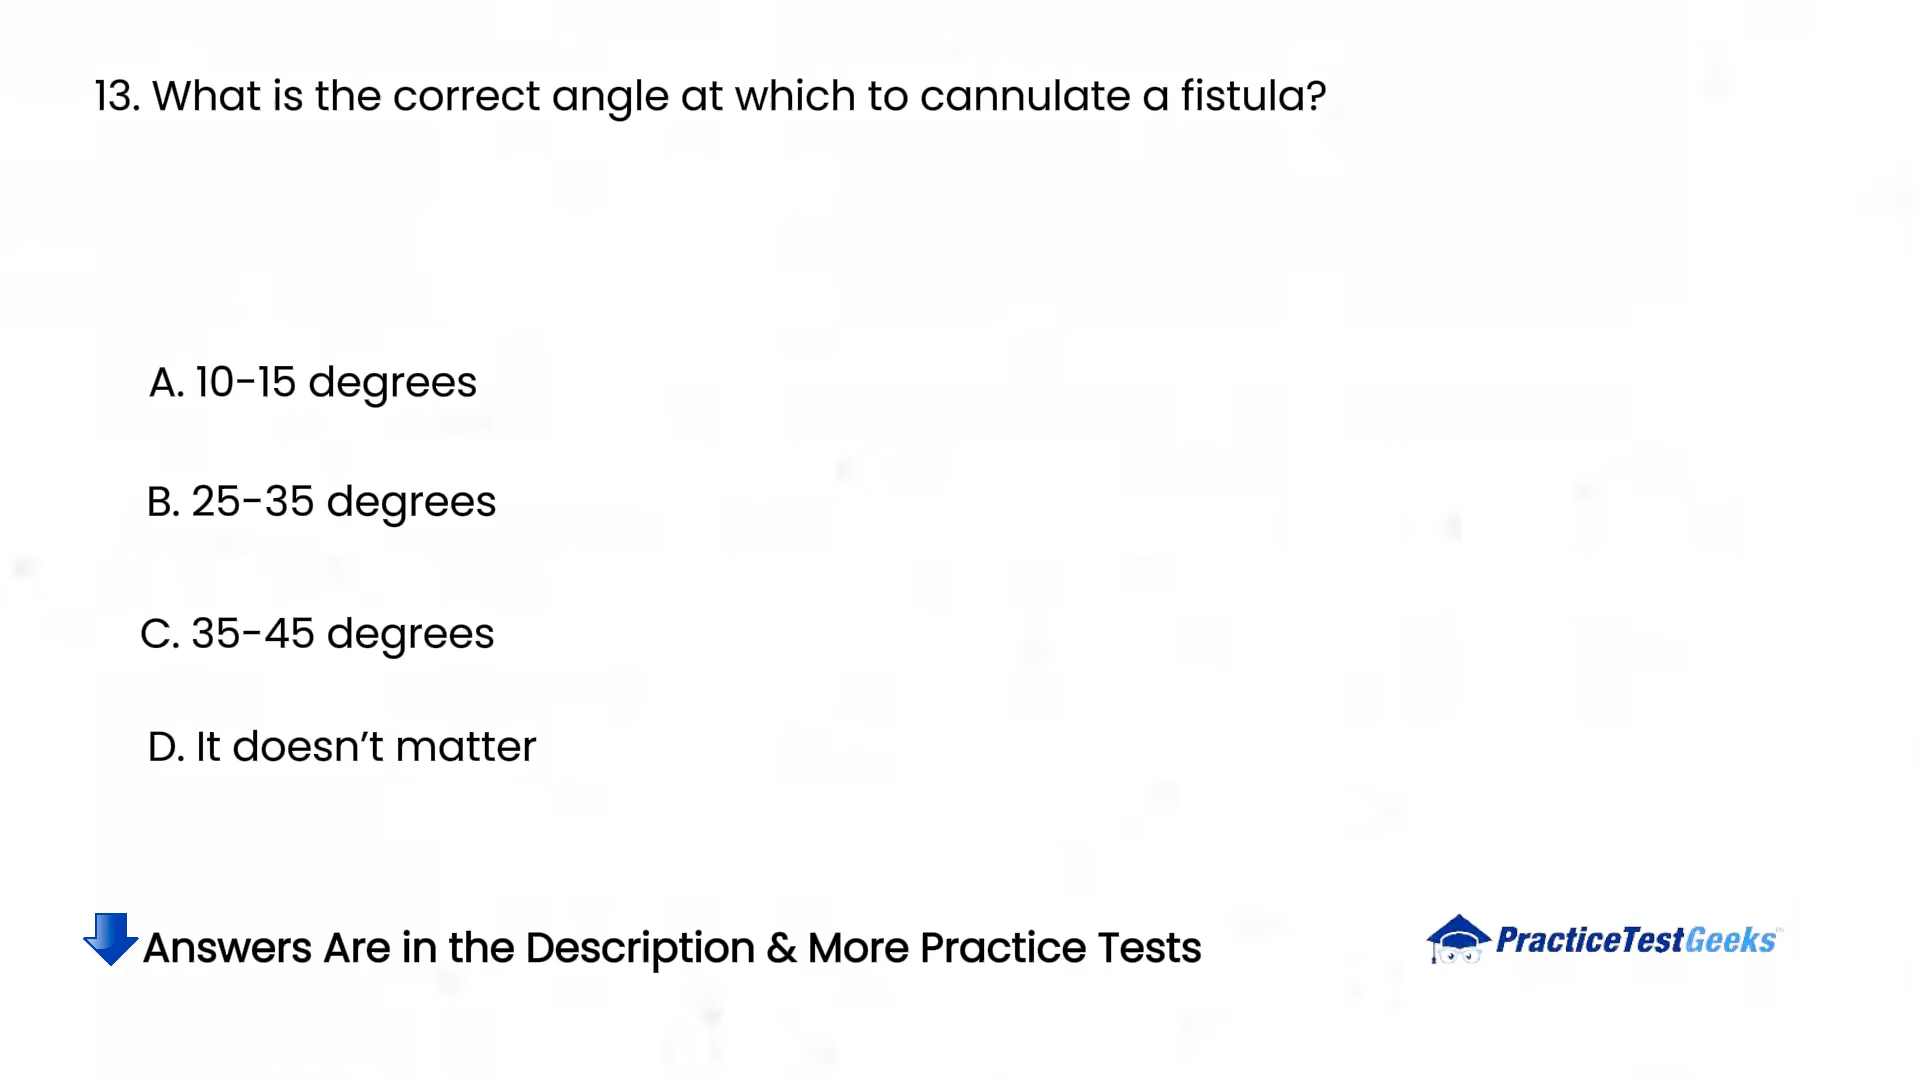 13. What is the correct angle at which to cannulate a fistula?
A. 10-15 degrees
B. 25-35 degrees
C. 35-45 degrees
D. It doesn’t matter
Answers Are in the Description & More Practice Tests
PracticeTestGeeks